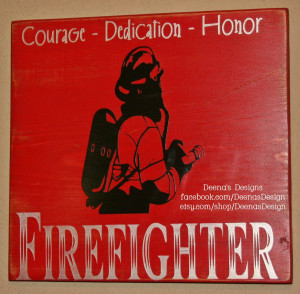 Courage - Dedication - Honor
Deena's Designs
facebook.com/DeenasDesign
etsy.com/shop/DeenasDesign
FIREFIGHTER